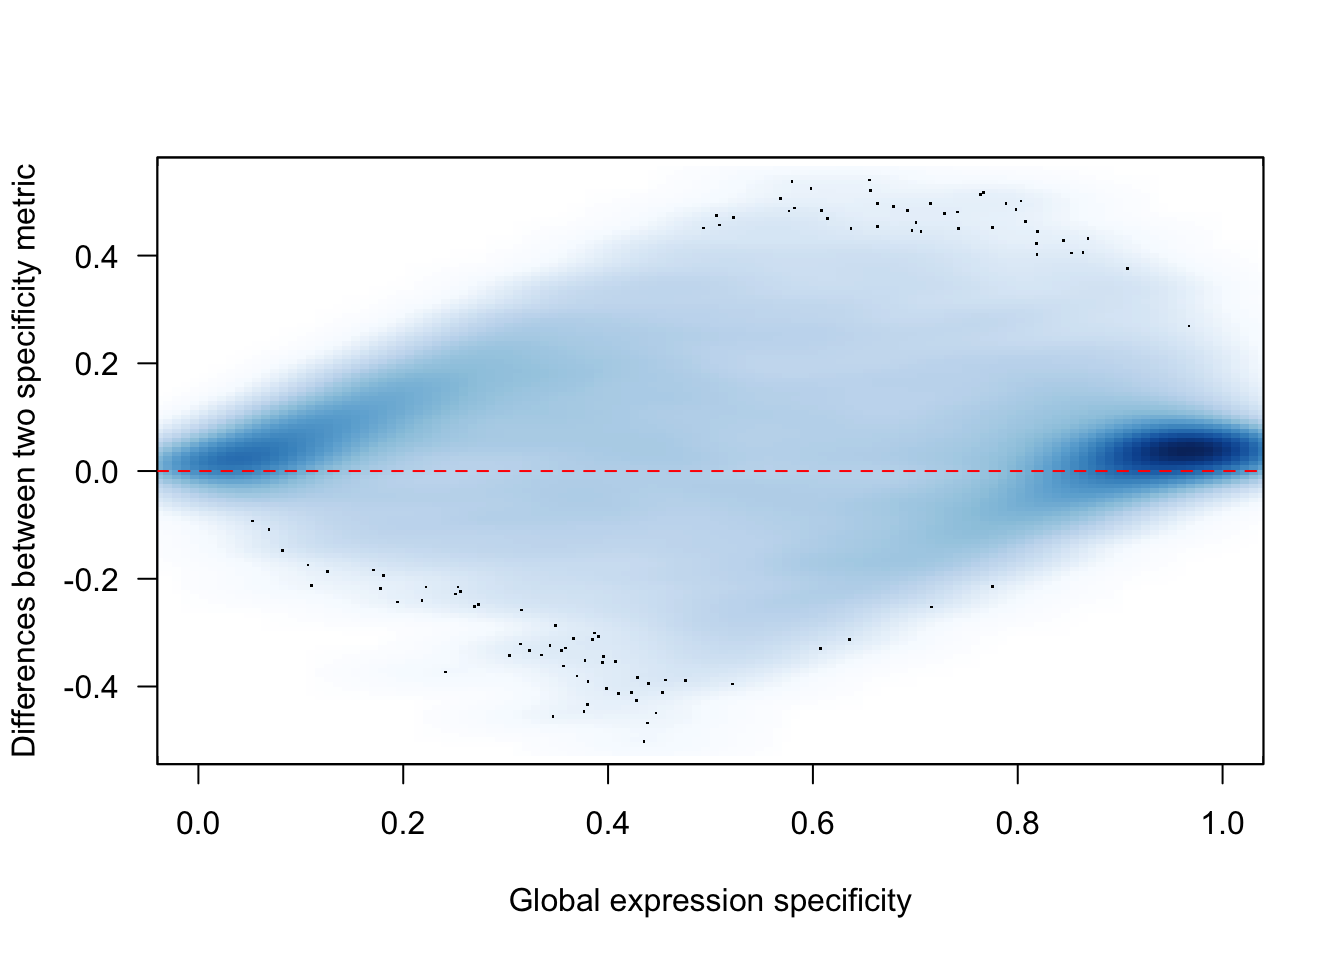 Differences between two specificity metric
0.4
0.2
0.0
-0.2
-0.4
0.0 0.2 0.4 0.6 0.8 1.0
Global expression specificity